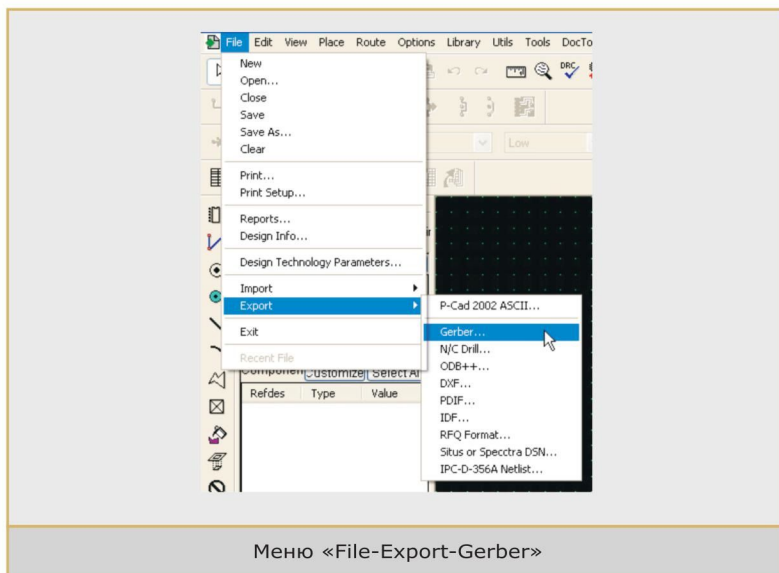 File Edit View Place Route Options Library Utils Tools DocTo
New
Open...
Close
Save
Save As...
Clear
DRC
Low
Print...
Print Setup...
Reports...
Design Info...
Design Technology Parameters...
Import
Export
Exit
Recent File
P-Cad 2002 ASCII...
Gerber...
N/C Drill...
ODB++...
DXF...
PDIF...
IDF...
RFQ Format...
Situs or Specctra DSN...
IPC-D-356A Netlist...
Customize Select Al
Refdes Type Value
Меню «File-Export-Gerber»